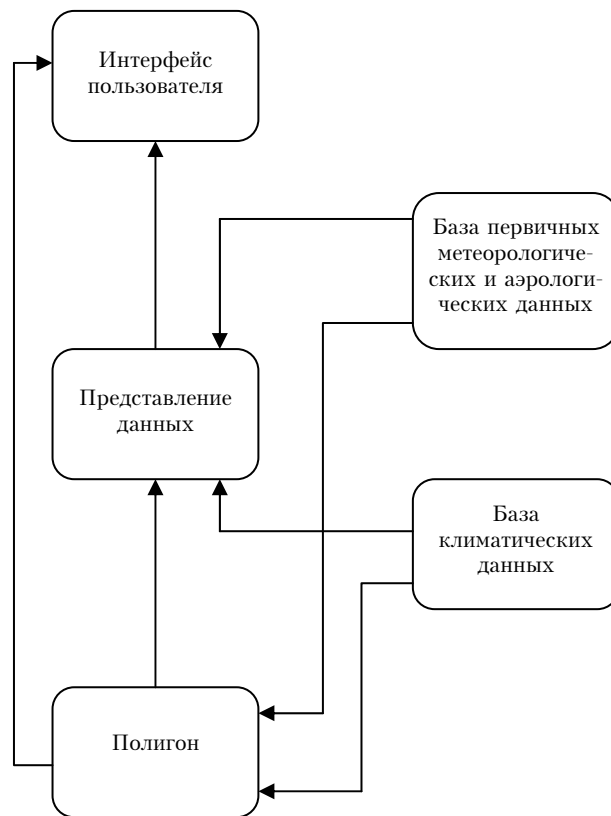 Интерфейс
пользователя
База первичных
метеорологиче-
ских и аэрологи-
ческих данных
Представление
данных
База
климатических
данных
Полигон